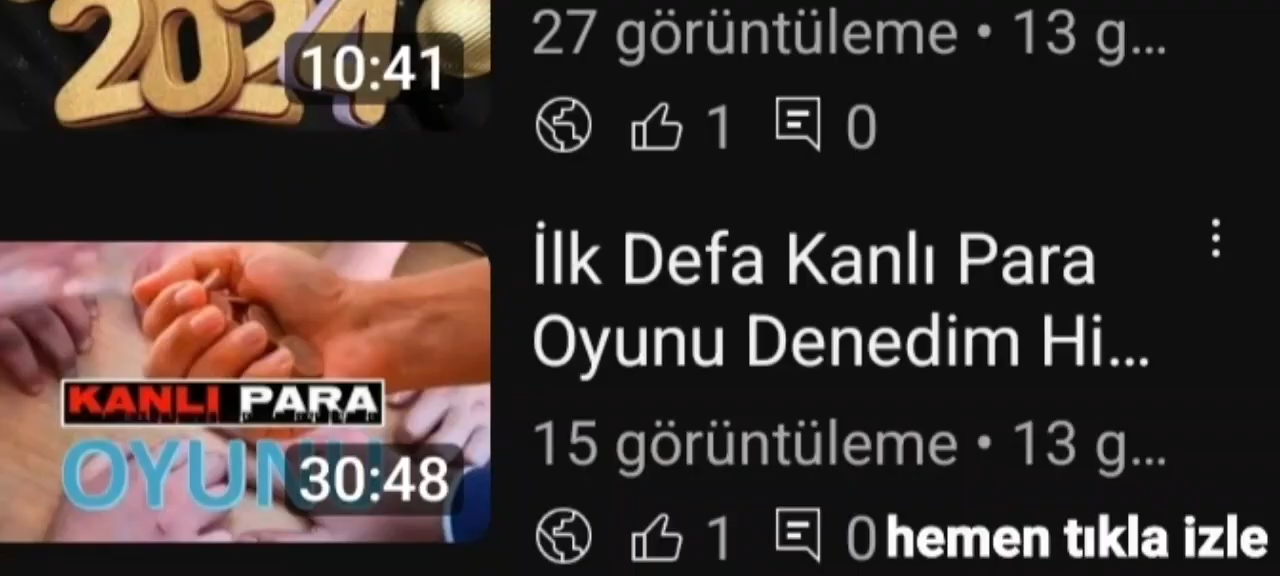 2024
10:41
27 görüntüleme • 13 g...
1
0
İlk Defa Kanlı Para
Oyunu Denedim Hi...
KANLI PARA
OYUNU
30:48
15 görüntüleme • 13 g...
1
0
hemen tıkla izle